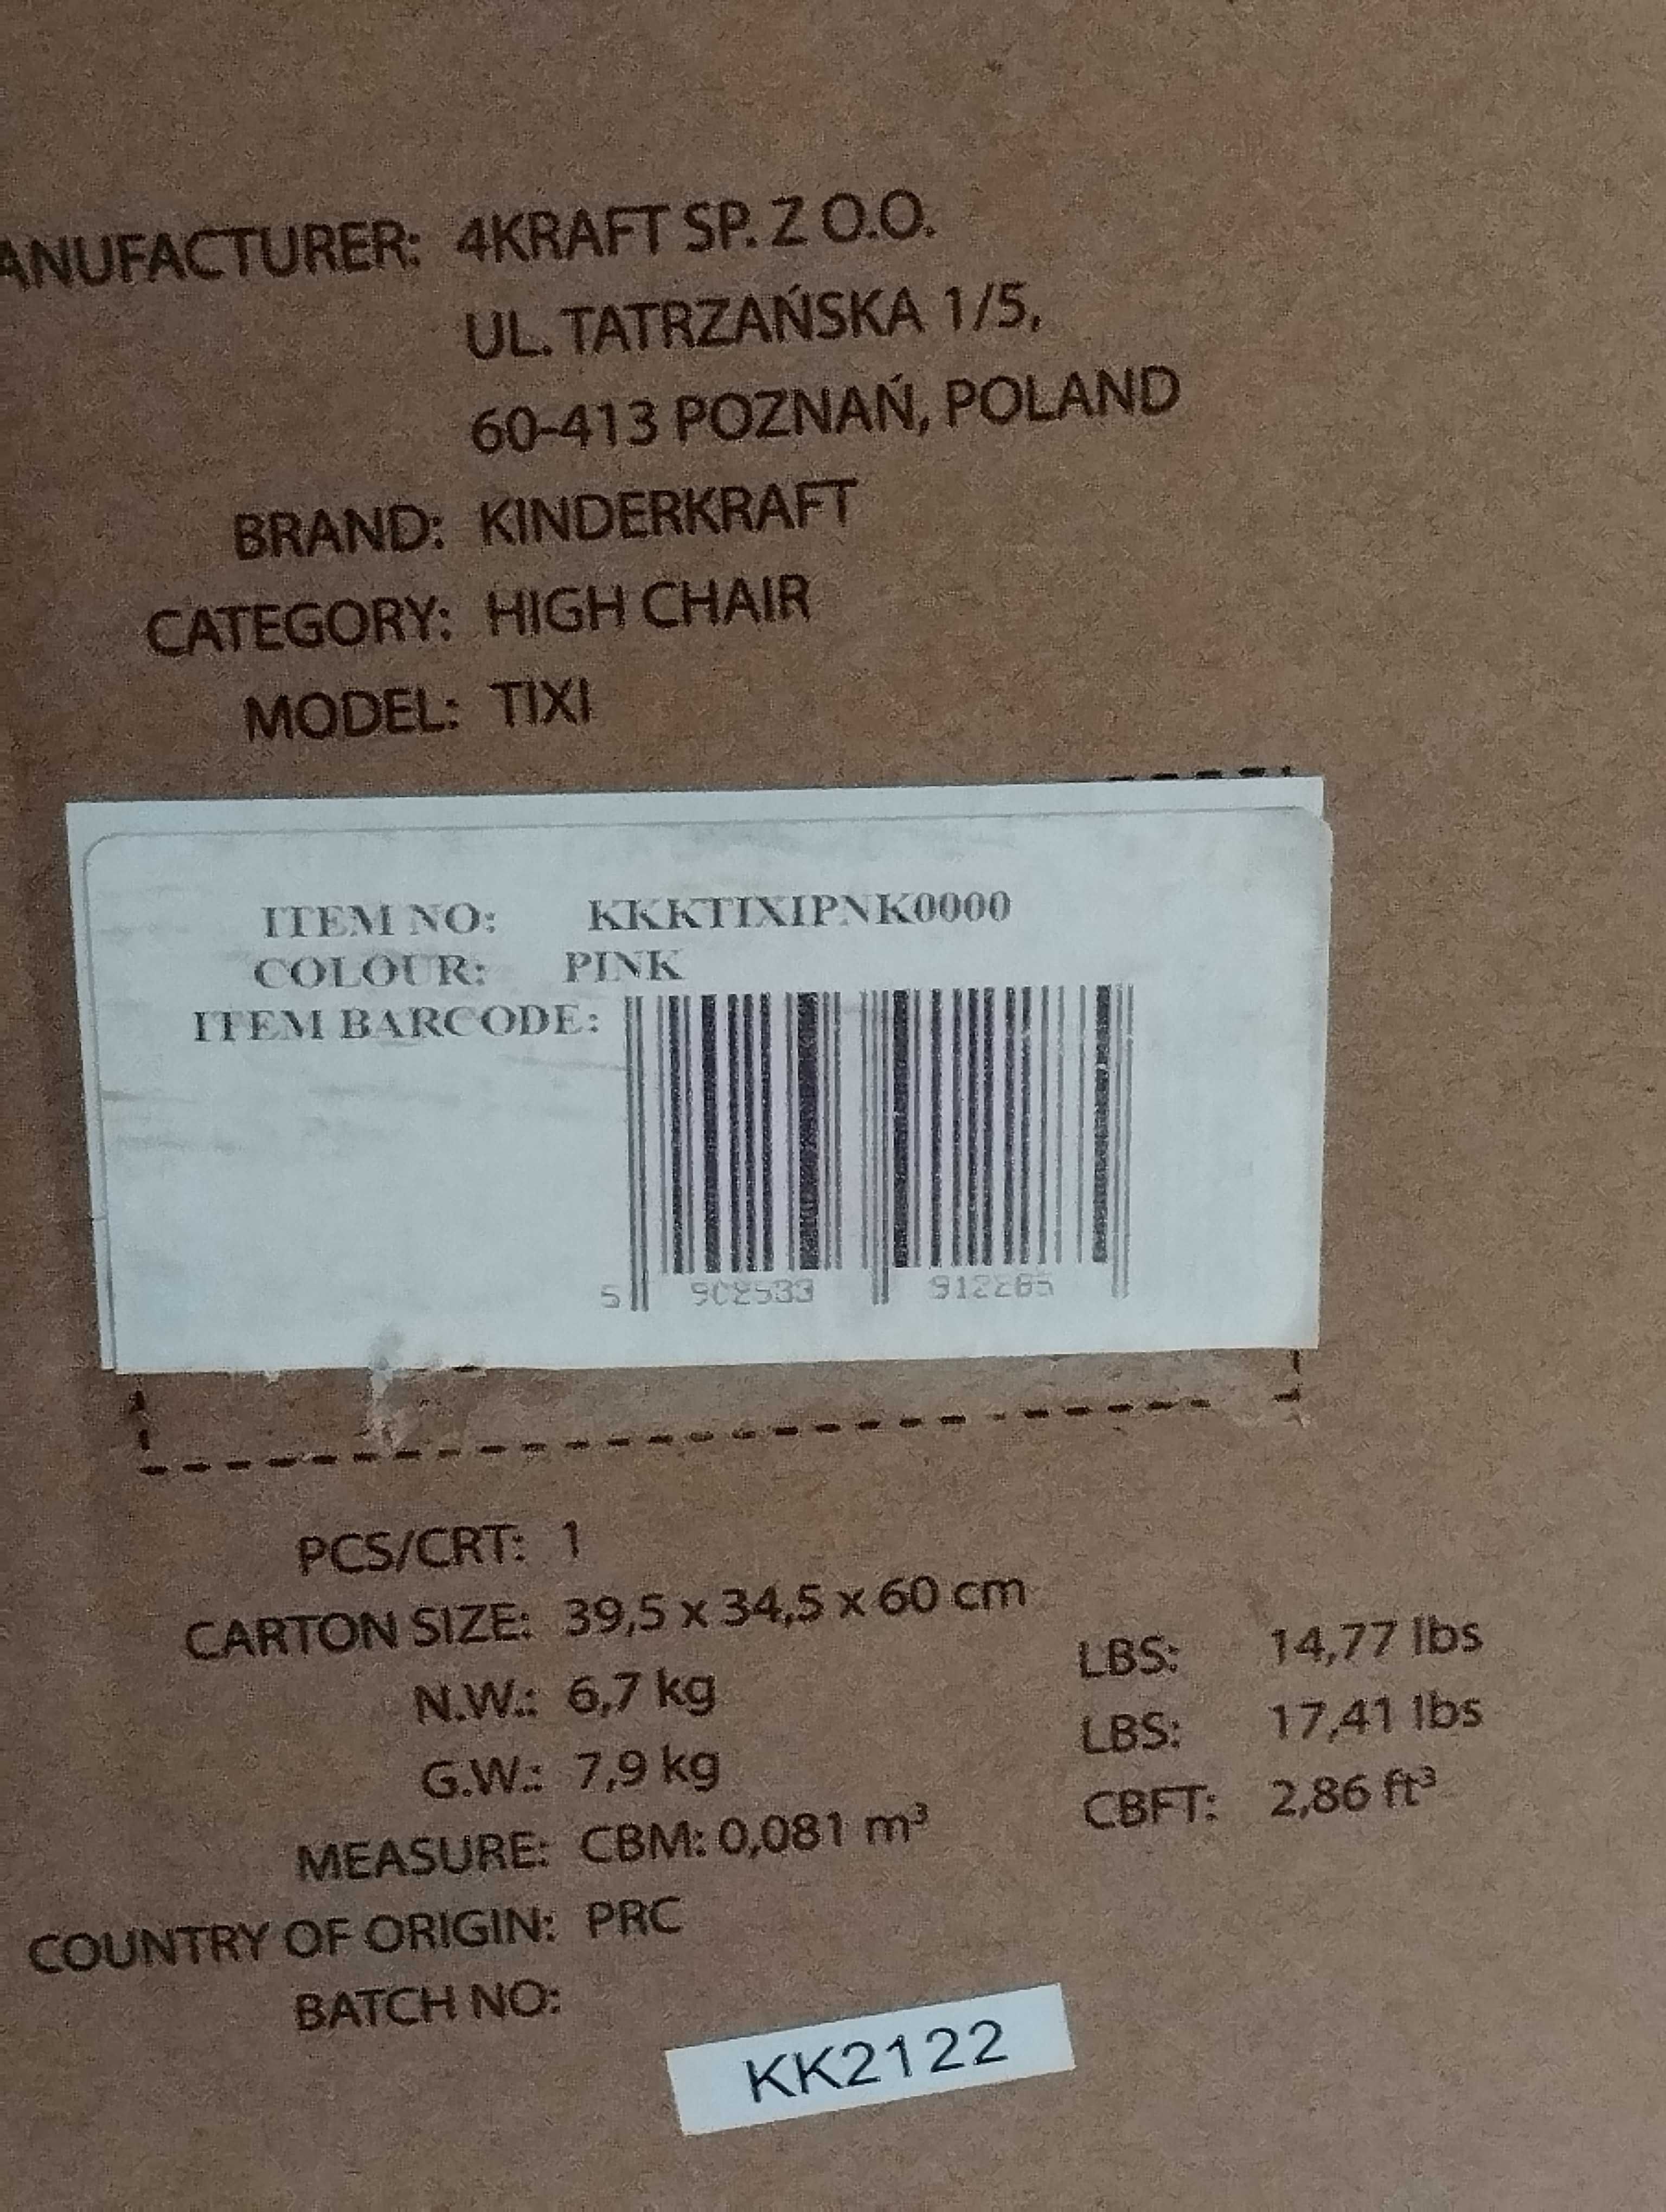 ANUFACTURER: 4KRAFT SP. Z O.O.
UL. TATRZAŃSKA 1/5,
60-413 POZNAŃ, POLAND
BRAND: KINDERKRAFT
CATEGORY: HIGH CHAIR
MODEL: TIXI
ITEM NO: KKKTIXIPNK0000
COLOUR: PINK
ITEM BARCODE:
5 902533 912285
PCS/CRT: 1
CARTON SIZE: 39,5 x 34,5 x 60 cm
N.W.: 6,7 kg LBS: 14,77 lbs
G.W.: 7,9 kg LBS: 17,41 lbs
MEASURE: CBM: 0,081 m³ CBFT: 2,86 ft³
COUNTRY OF ORIGIN: PRC
BATCH NO:
KK2122